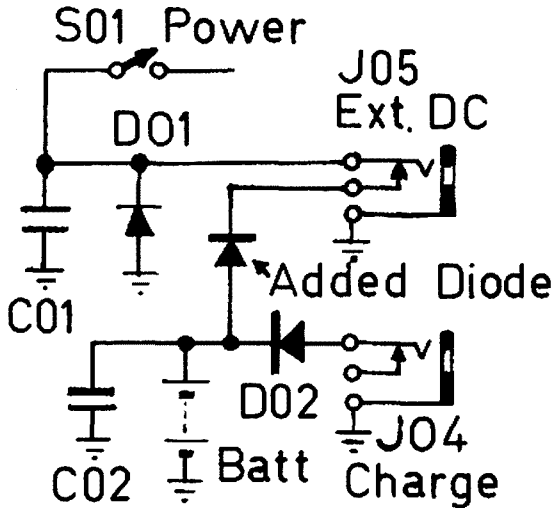 S01 Power
J05
Ext. DC
D01
Added Diode
C01
D02
J04
Batt
Charge
C02